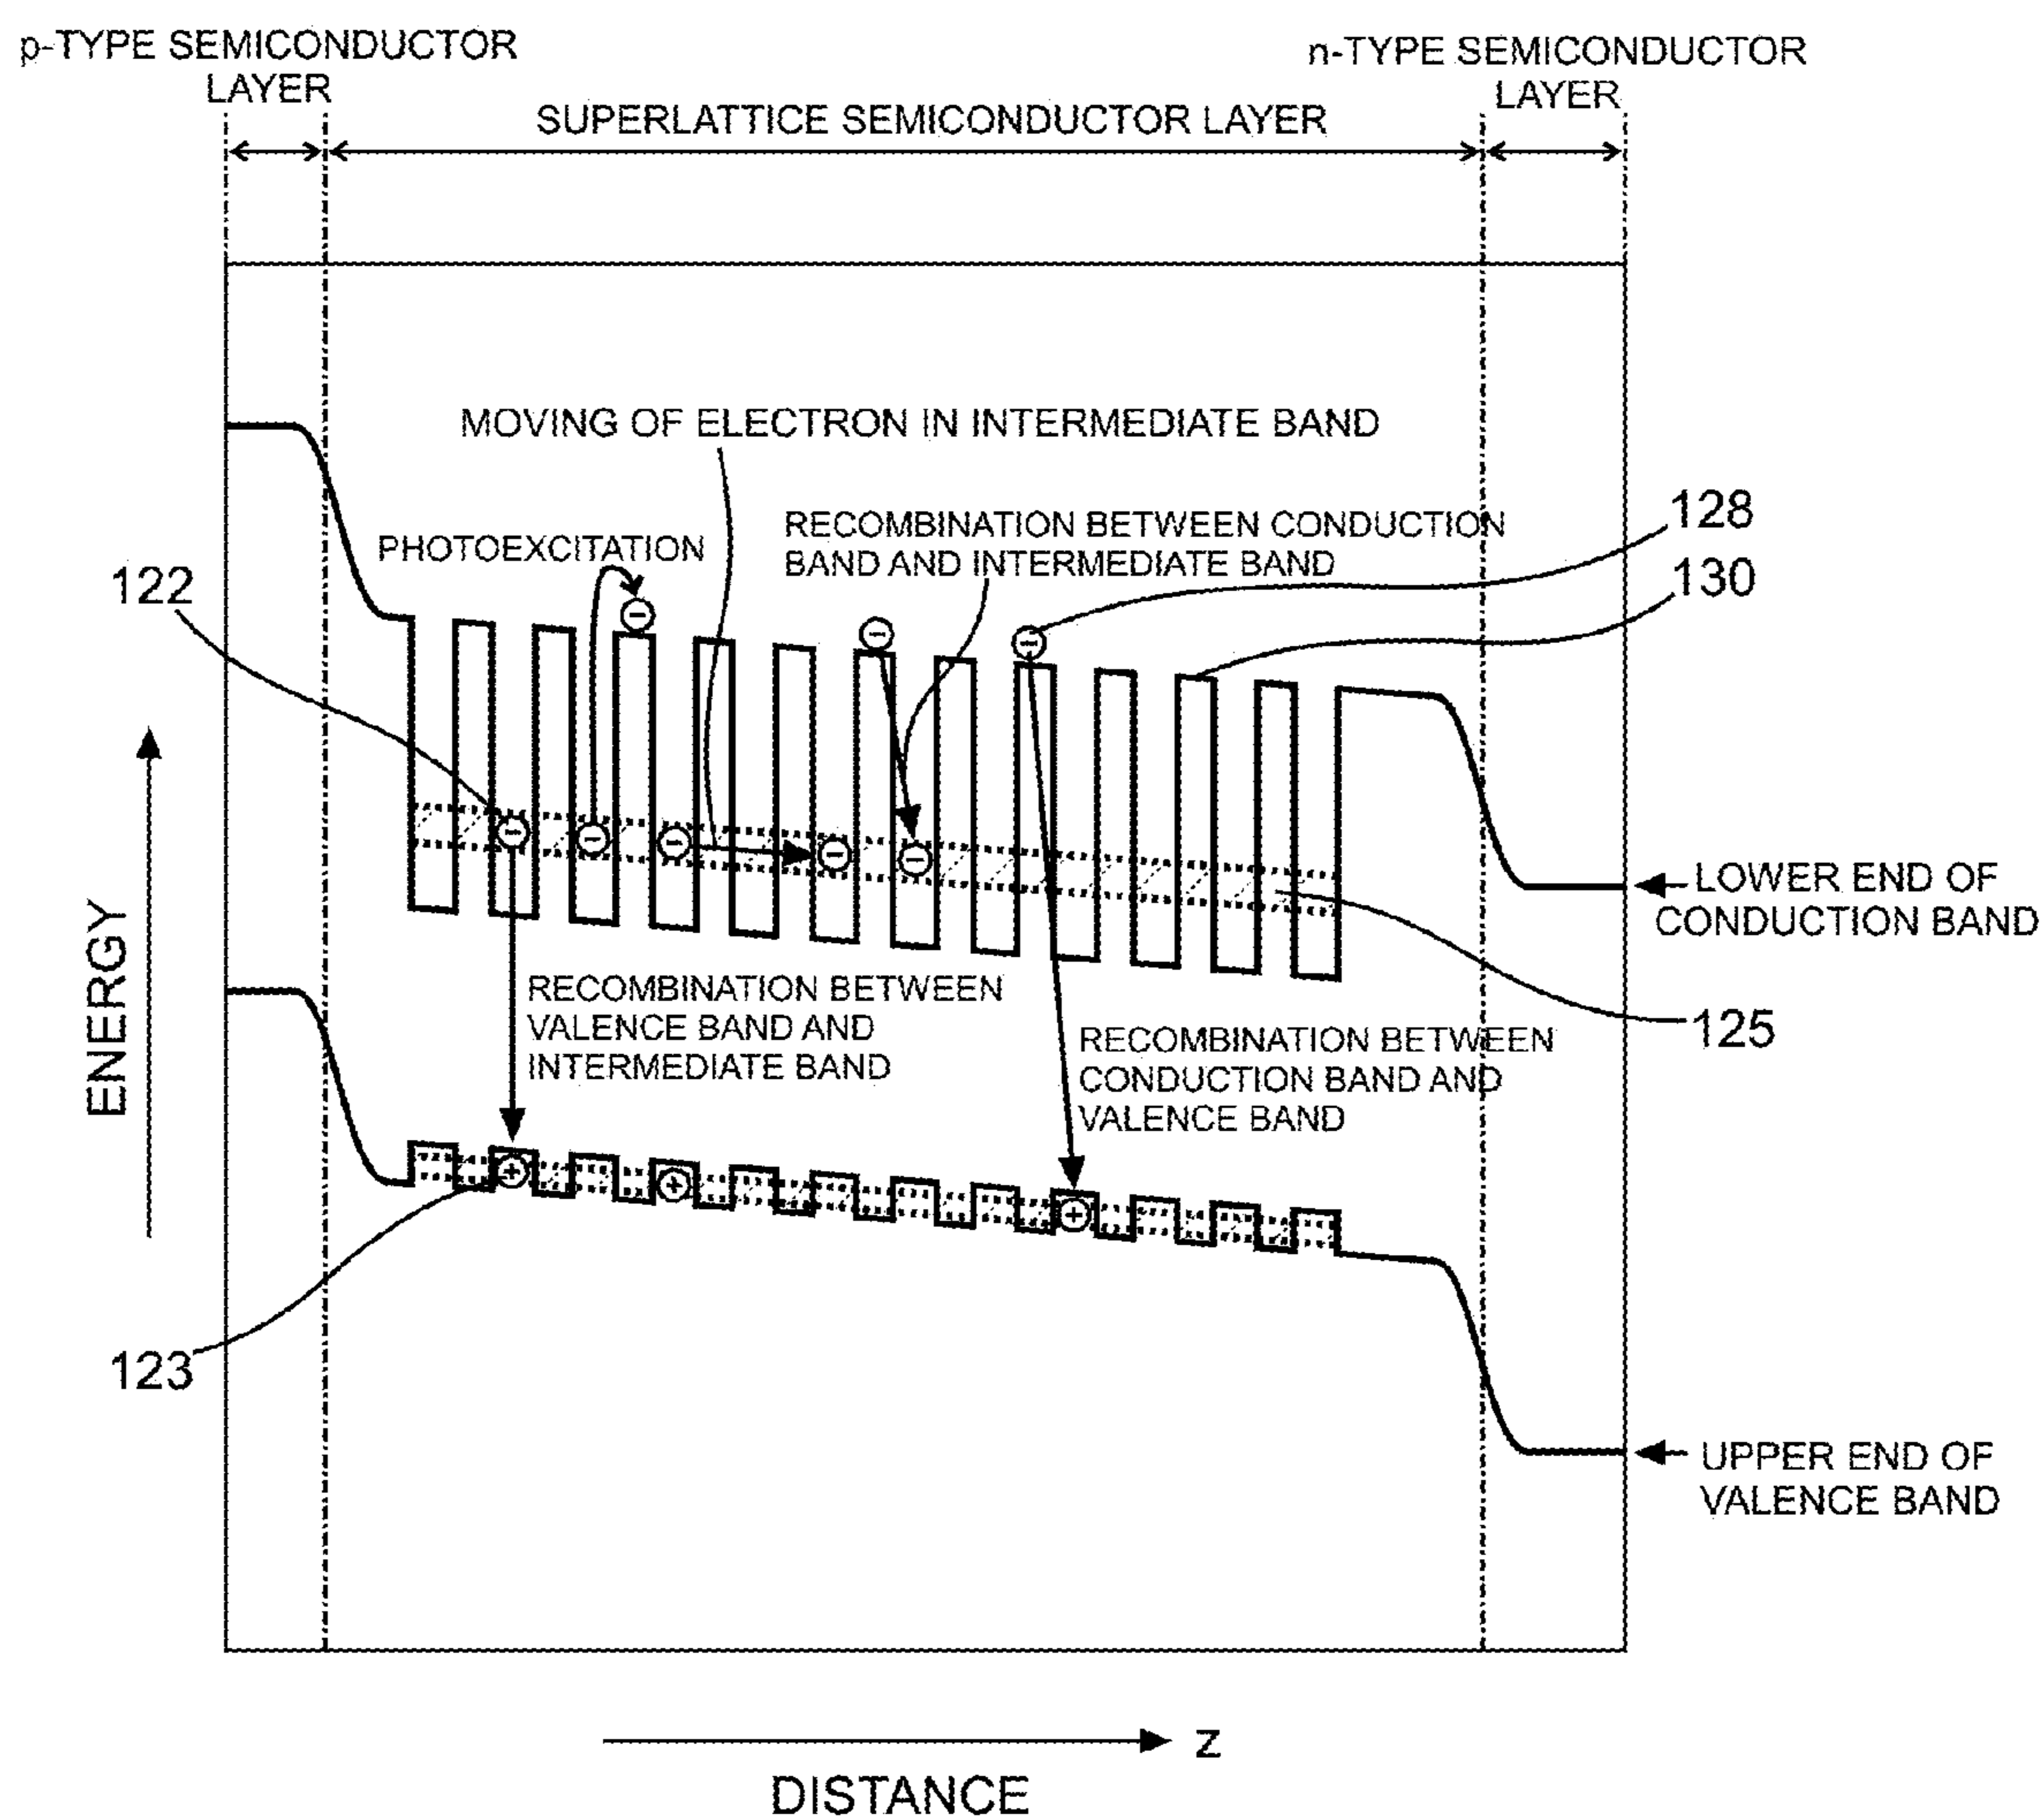 p-TYPE SEMICONDUCTOR
LAYER
n-TYPE SEMICONDUCTOR
LAYER
SUPERLATTICE SEMICONDUCTOR LAYER
MOVING OF ELECTRON IN INTERMEDIATE BAND
PHOTOEXCITATION
RECOMBINATION BETWEEN CONDUCTION
BAND AND INTERMEDIATE BAND
128
130
122
ENERGY
LOWER END OF
CONDUCTION BAND
RECOMBINATION BETWEEN
VALENCE BAND AND
INTERMEDIATE BAND
125
RECOMBINATION BETWEEN
CONDUCTION BAND AND
VALENCE BAND
123
UPPER END OF
VALENCE BAND
z
DISTANCE